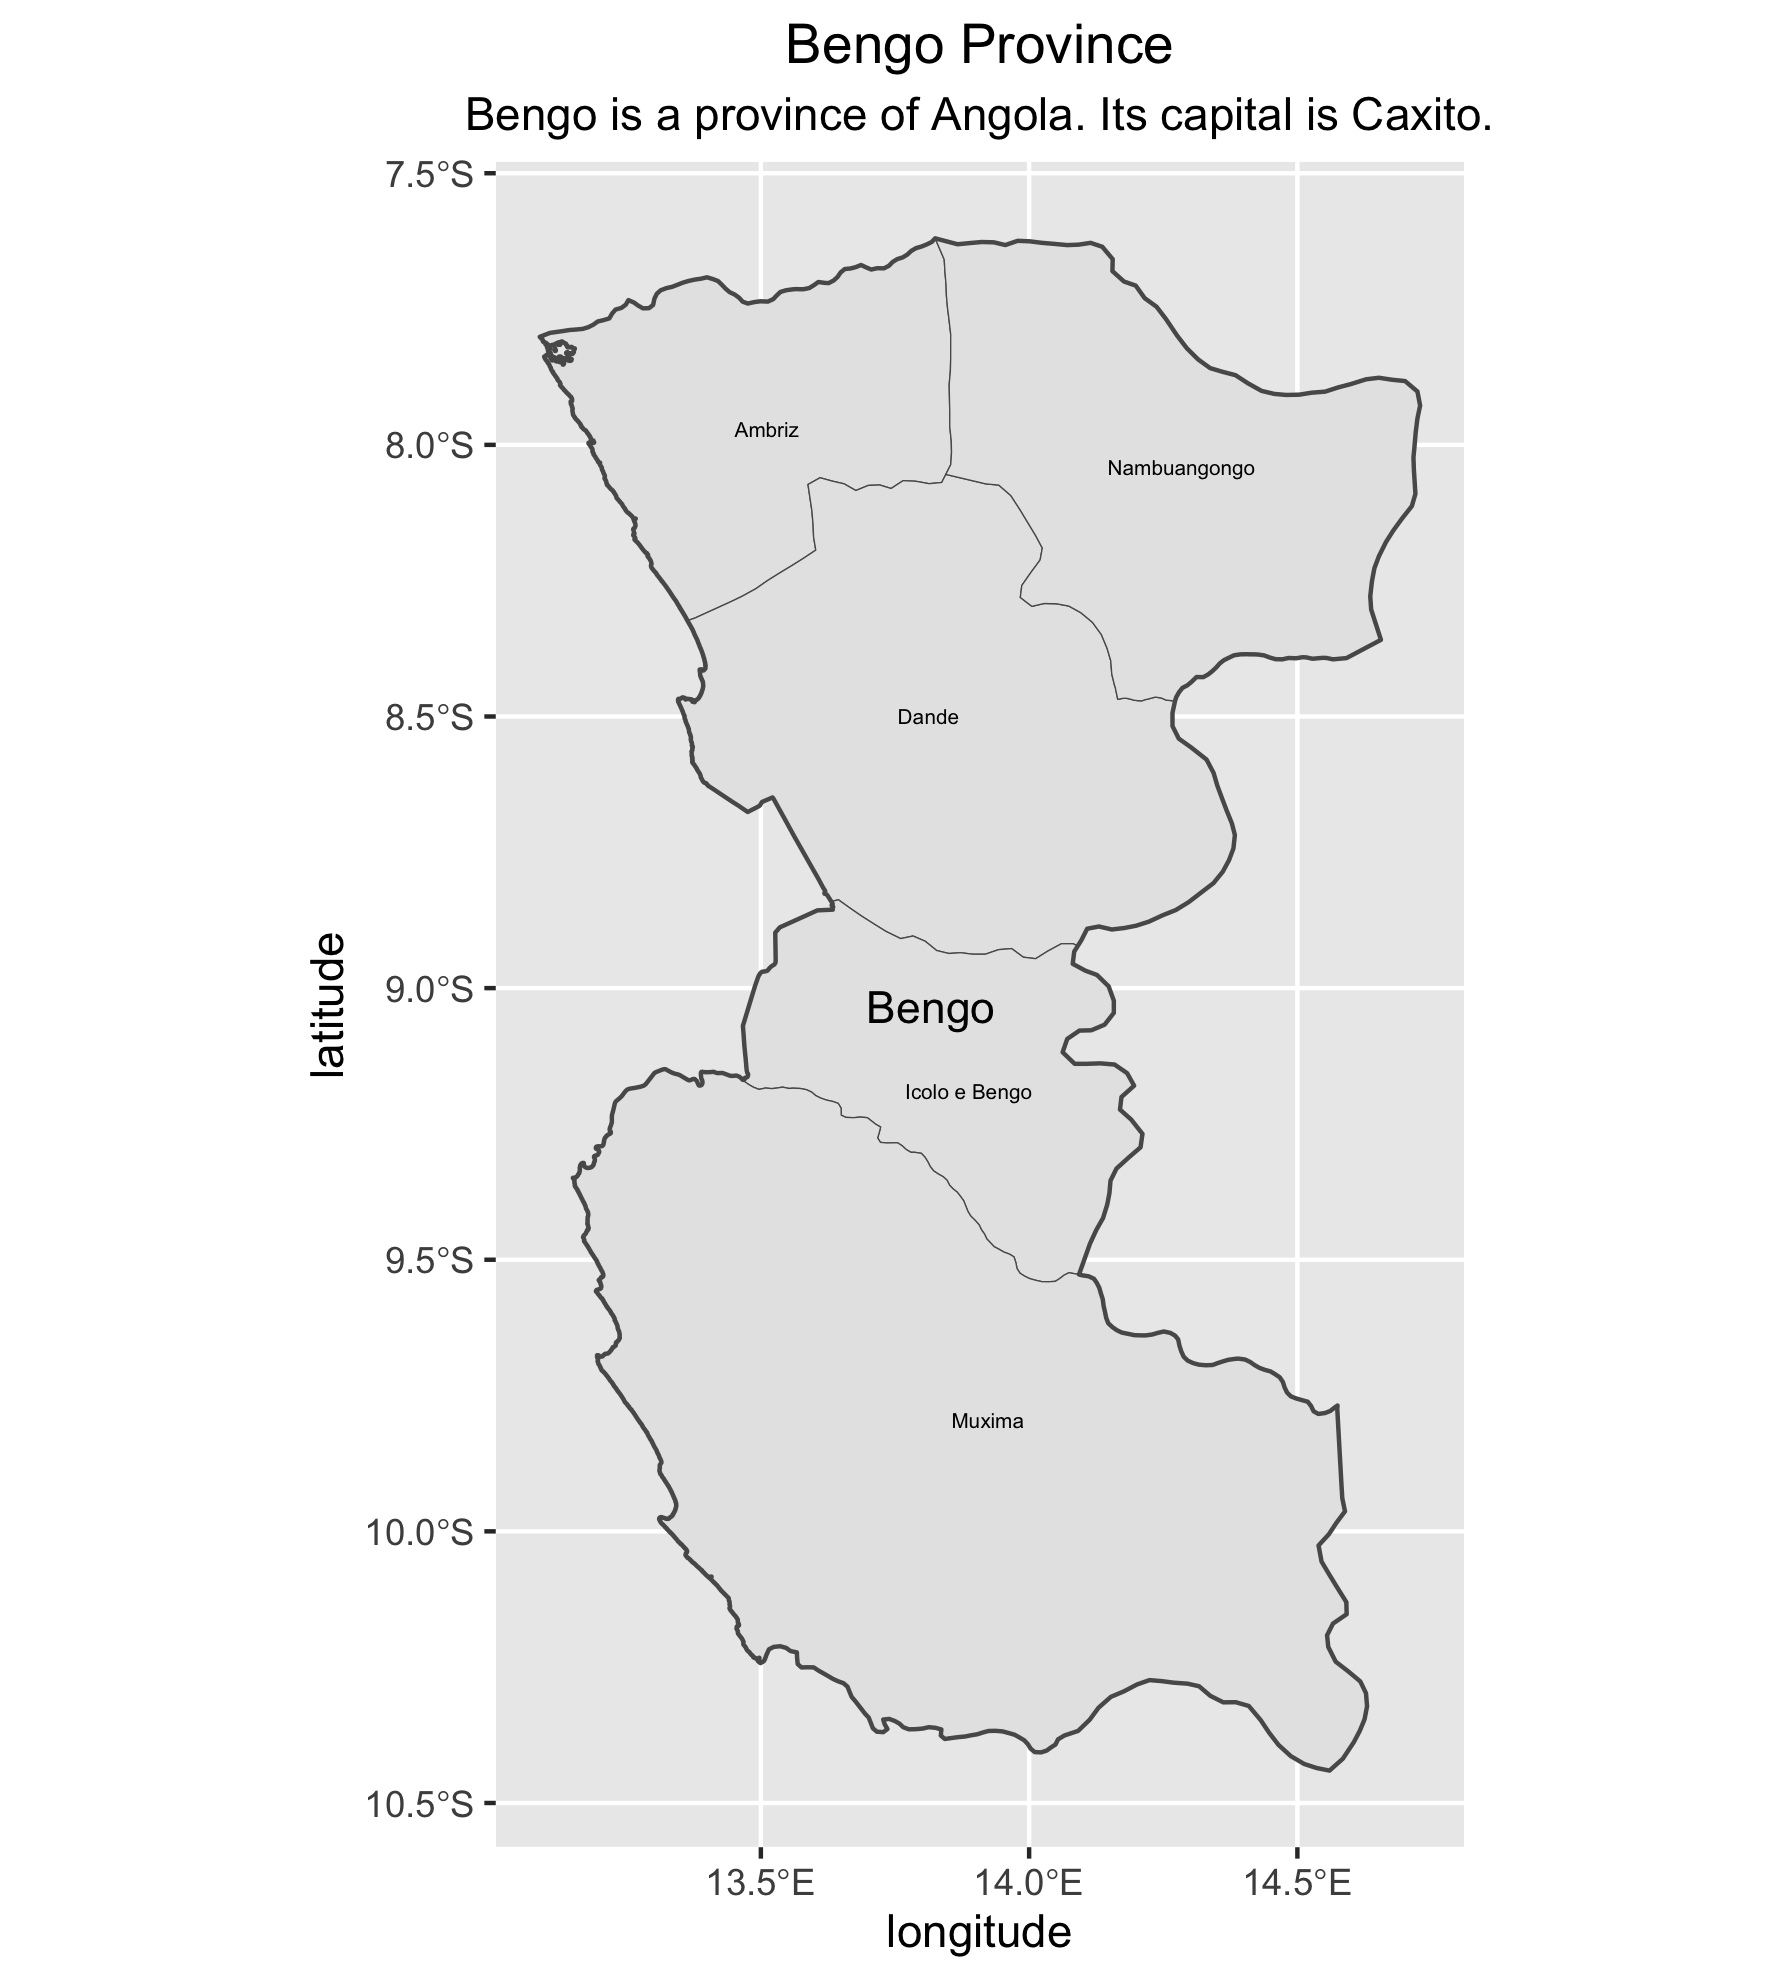 Bengo Province
Bengo is a province of Angola. Its capital is Caxito.
7.5°S
8.0°S
8.5°S
9.0°S
9.5°S
10.0°S
10.5°S
latitude
Ambriz
Nambuangongo
Dande
Bengo
Icolo e Bengo
Muxima
13.5°E 14.0°E 14.5°E
longitude